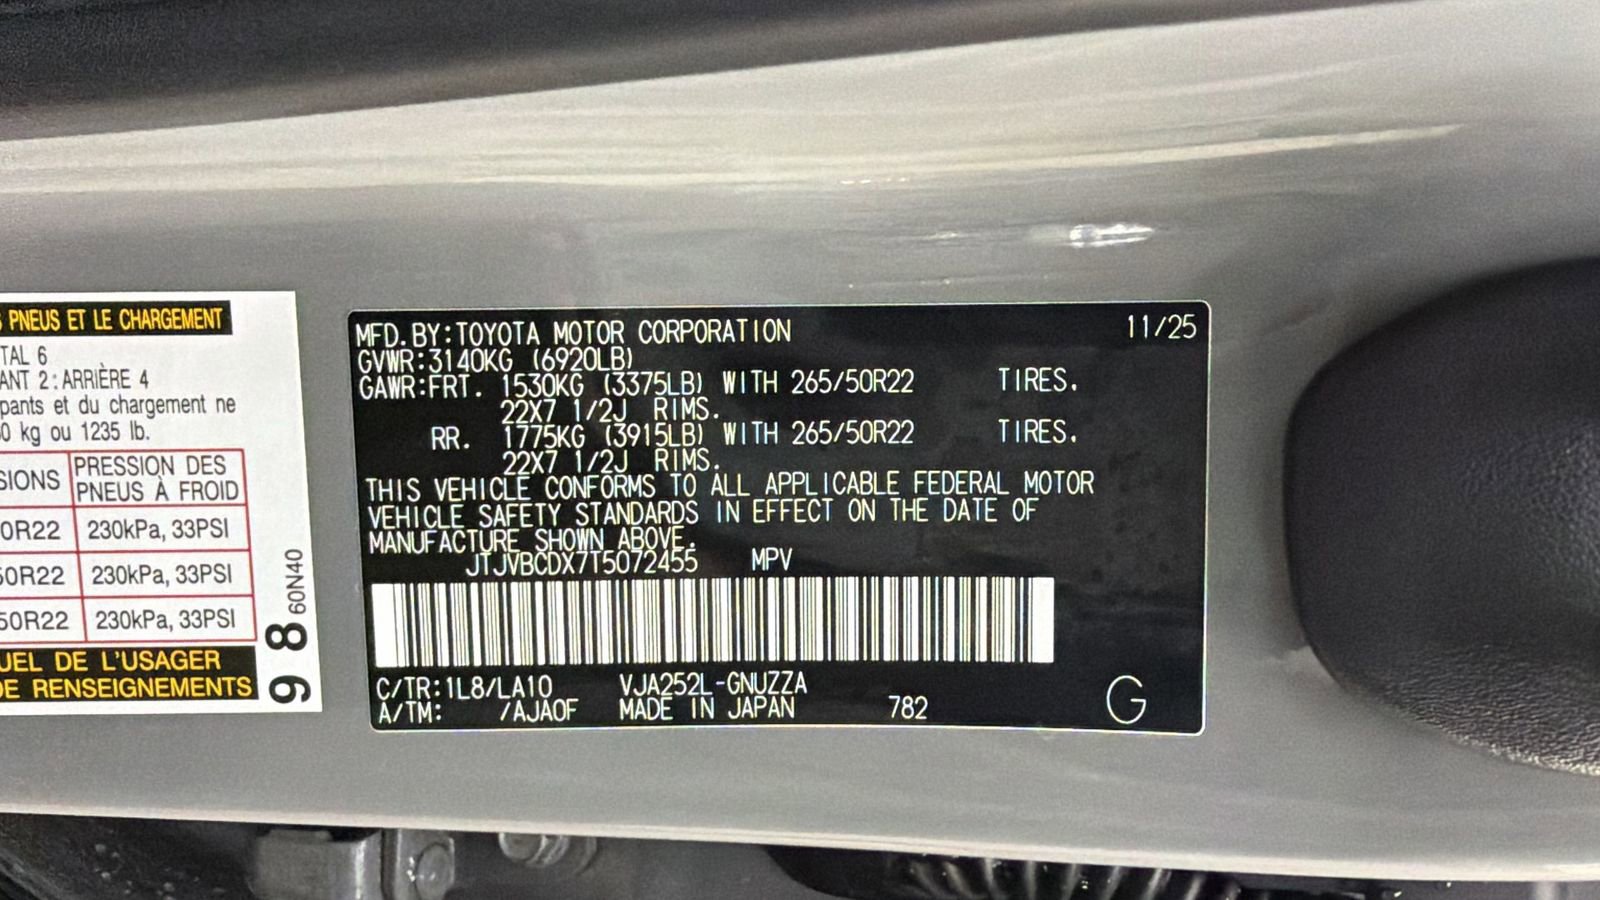 PNEUS ET LE CHARGEMENT
TAL 6
ANT 2 : ARRIÈRE 4
pants et du chargement ne
0 kg ou 1235 lb.
SIONS PRESSION DES PNEUS À FROID
0R22 230kPa, 33PSI
50R22 230kPa, 33PSI
50R22 230kPa, 33PSI
UEL DE L'USAGER
DE RENSEIGNEMENTS
98 60N40
MFD.BY:TOYOTA MOTOR CORPORATION 11/25
GVWR:3140KG (6920LB)
GAWR:FRT. 1530KG (3375LB) WITH 265/50R22 TIRES.
22X7 1/2J RIMS.
RR. 1775KG (3915LB) WITH 265/50R22 TIRES.
22X7 1/2J RIMS.
THIS VEHICLE CONFORMS TO ALL APPLICABLE FEDERAL MOTOR
VEHICLE SAFETY STANDARDS IN EFFECT ON THE DATE OF
MANUFACTURE SHOWN ABOVE.
JTJVBCDX7T5072455 MPV
C/TR:1L8/LA10 VJA252L-GNUZZA
A/TM: /AJA0F MADE IN JAPAN 782 G